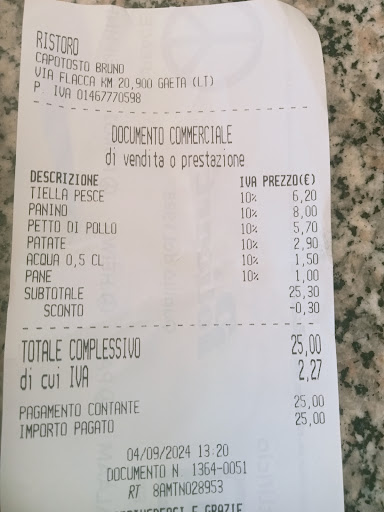 RISTORO
CAPOTOSTO BRUNO
VIA FLACCA KM 20,900 GAETA (LT)
P. IVA 01467770598
DOCUMENTO COMMERCIALE
di vendita o prestazione
DESCRIZIONE IVA PREZZO(€)
TIELLA PESCE 10% 6,20
PANINO 10% 8,00
PETTO DI POLLO 10% 5,70
PATATE 10% 2,90
ACQUA 0,5 CL 10% 1,50
PANE 10% 1,00
SUBTOTALE 25,30
SCONTO -0,30
TOTALE COMPLESSIVO 25,00
di cui IVA 2,27
PAGAMENTO CONTANTE 25,00
IMPORTO PAGATO 25,00
04/09/2024 13:20
DOCUMENTO N. 1364-0051
RT 8AMTN028953
E GRAZIE